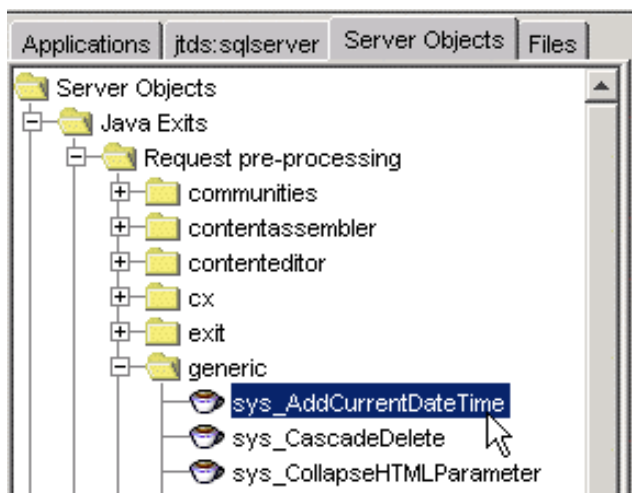 Applications jtds:sqlserver Server Objects Files
Server Objects
Java Exits
Request pre-processing
communities
contentassembler
contenteditor
cx
exit
generic
sys_AddCurrentDateTime
sys_CascadeDelete
sys_CollapseHTMLParameter